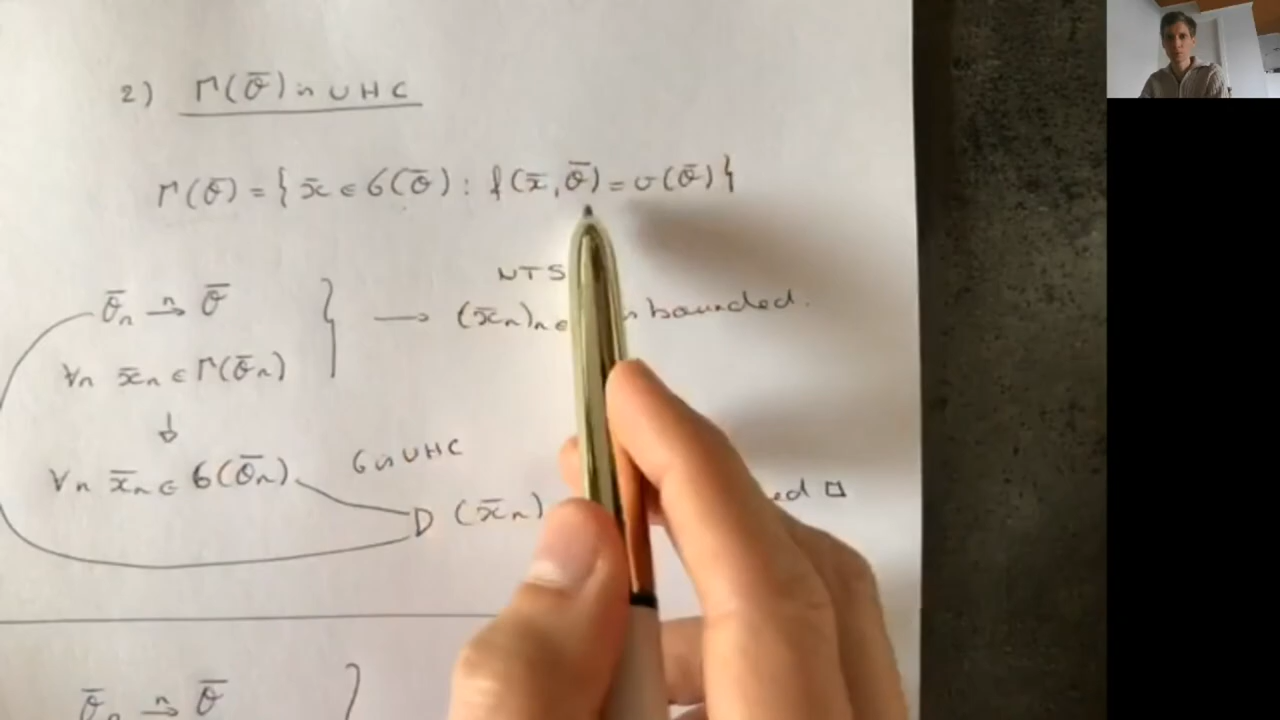 2) Γ(θ̄) is UHC
Γ(θ̄) = { x̄ ∈ G(θ̄) : f(x̄, θ̄) = v(θ̄) }
NTS
θ̄ₙ →ⁿ θ̄ } → (x̄ₙ)ₙ∈ bounded.
∀n x̄ₙ ∈ Γ(θ̄ₙ)
↓
G is UHC
∀n x̄ₙ ∈ G(θ̄ₙ) → (x̄ₙ) □
θ̄ₙ →ⁿ θ̄ }